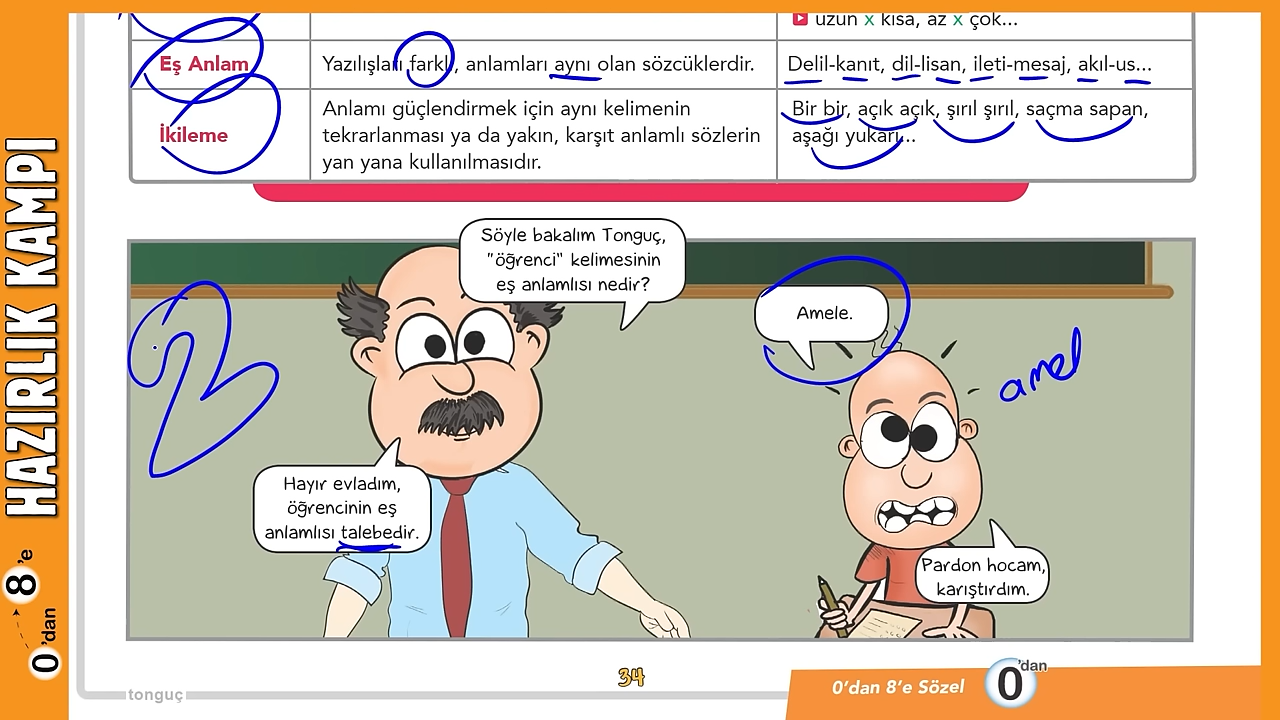 uzun x kısa, az x çok...
Eş Anlam
Yazılışları farklı, anlamları aynı olan sözcüklerdir.
Delil-kanıt, dil-lisan, ileti-mesaj, akıl-us...
İkileme
Anlamı güçlendirmek için aynı kelimenin
tekrarlanması ya da yakın, karşıt anlamlı sözlerin
yan yana kullanılmasıdır.
Bir bir, açık açık, şırıl şırıl, saçma sapan,
aşağı yukarı...
Söyle bakalım Tonguç,
"öğrenci" kelimesinin
eş anlamlısı nedir?
Amele.
amel
Hayır evladım,
öğrencinin eş
anlamlısı talebedir.
Pardon hocam,
karıştırdım.
HAZIRLIK KAMPI
0'dan 8'e
34
tonguç
0'dan 8'e Sözel
0'dan